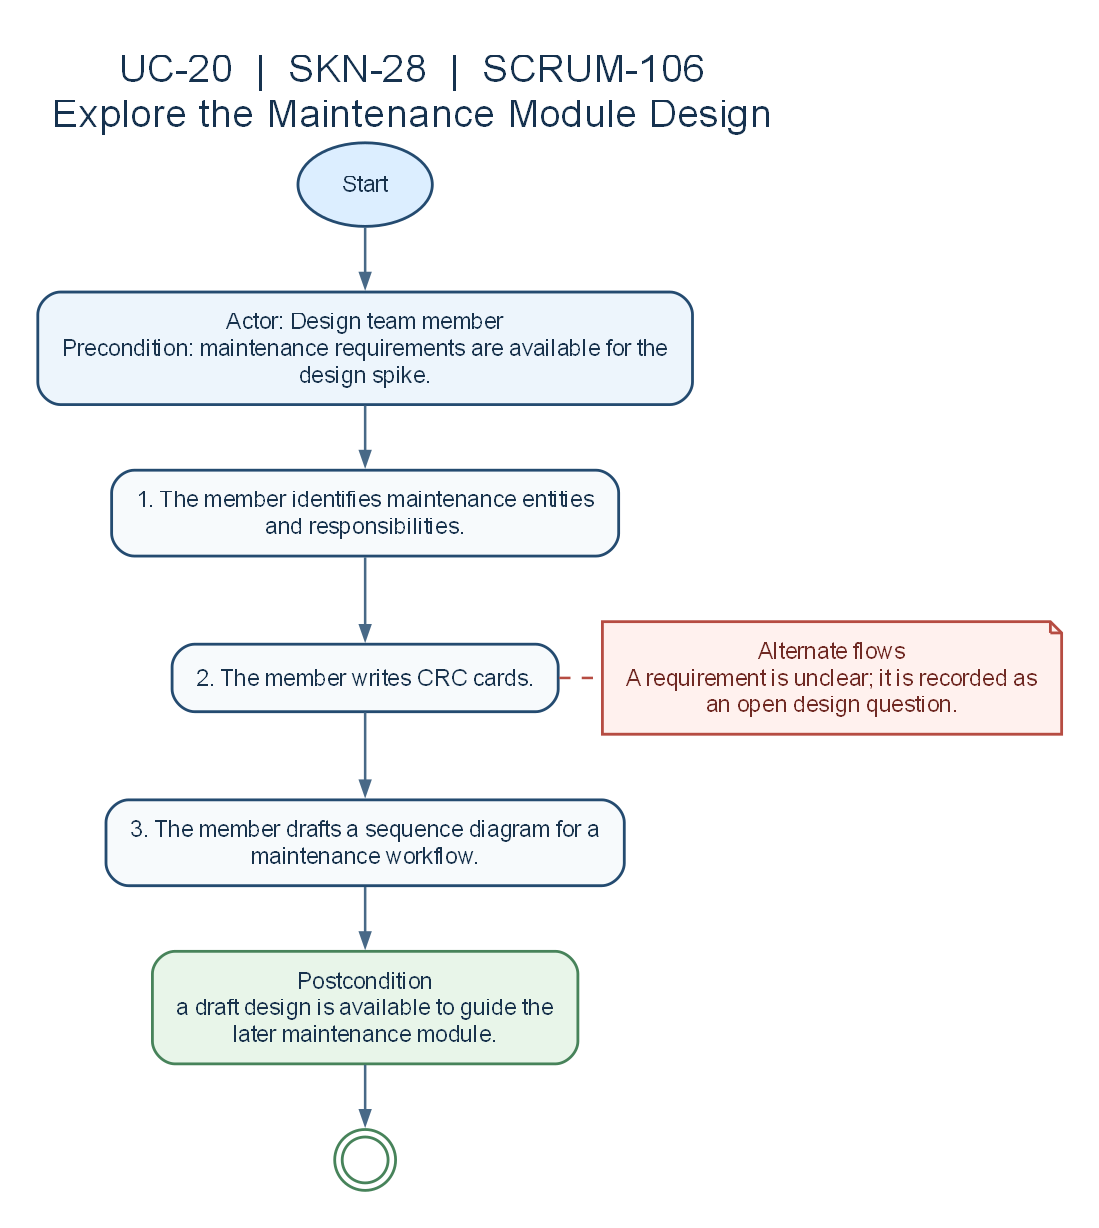 UC-20 | SKN-28 | SCRUM-106
Explore the Maintenance Module Design
Start
Actor: Design team member
Precondition: maintenance requirements are available for the
design spike.
1. The member identifies maintenance entities
and responsibilities.
2. The member writes CRC cards.
Alternate flows
A requirement is unclear; it is recorded as
an open design question.
3. The member drafts a sequence diagram for a
maintenance workflow.
Postcondition
a draft design is available to guide the
later maintenance module.